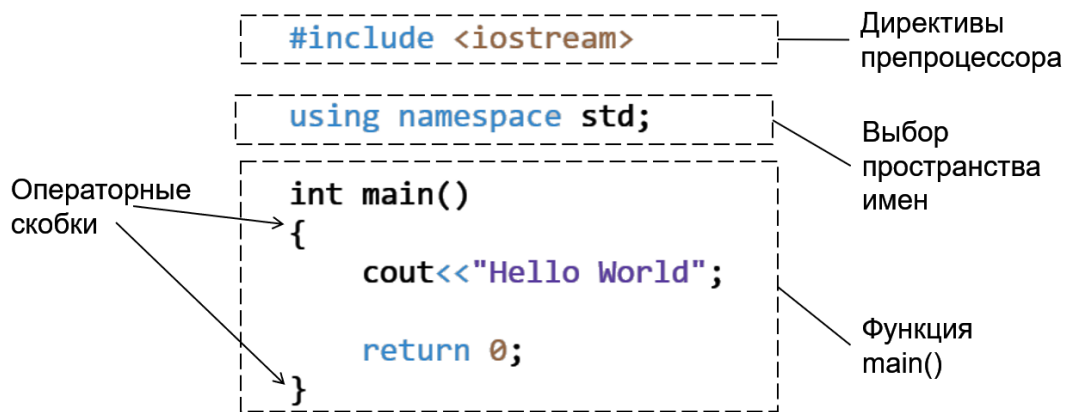 #include <iostream>
Директивы
препроцессора
using namespace std;
Выбор
пространства
имен
Операторные
скобки
int main()
{
cout<<"Hello World";
return 0;
}
Функция
main()